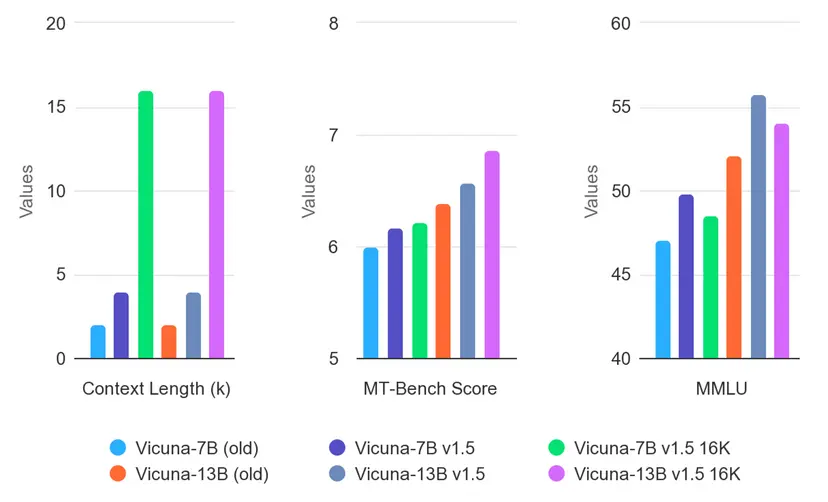 20
15
10
5
0
Values
Context Length (k)
8
7
6
5
Values
MT-Bench Score
60
55
50
45
40
Values
MMLU
Vicuna-7B (old)
Vicuna-7B v1.5
Vicuna-7B v1.5 16K
Vicuna-13B (old)
Vicuna-13B v1.5
Vicuna-13B v1.5 16K